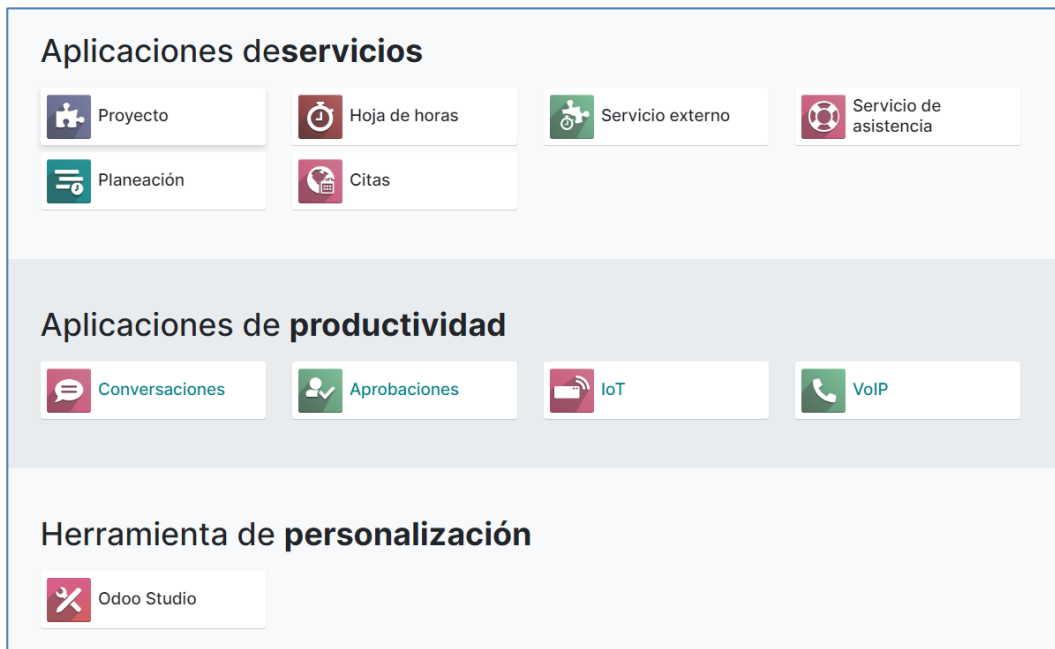 Aplicaciones deservicios
Proyecto
Hoja de horas
Servicio externo
Servicio de
asistencia
Planeación
Citas
Aplicaciones de productividad
Conversaciones
Aprobaciones
IoT
VoIP
Herramienta de personalización
Odoo Studio